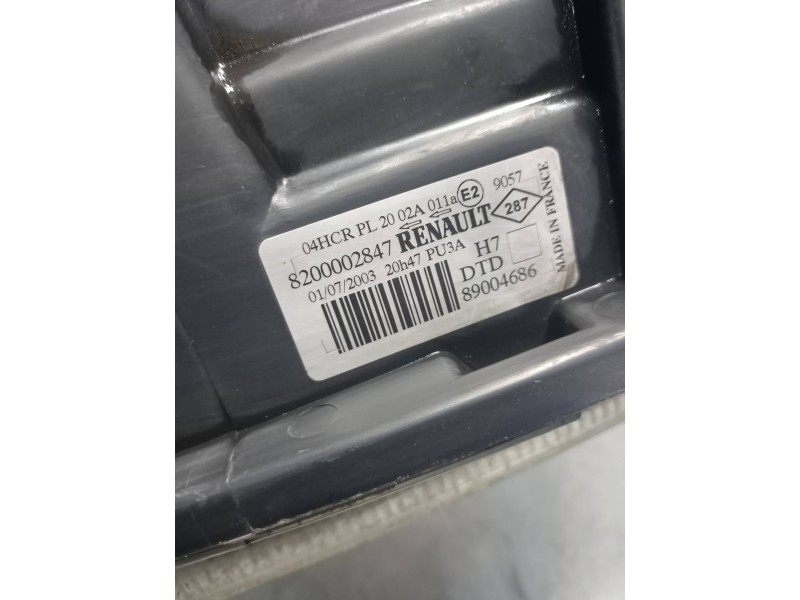 04HCR PL 20 02A 011a E2 9057
8200002847 RENAULT 287
01/07/2003 20h47 PU3A H7
DTD
89004686
MADE IN FRANCE